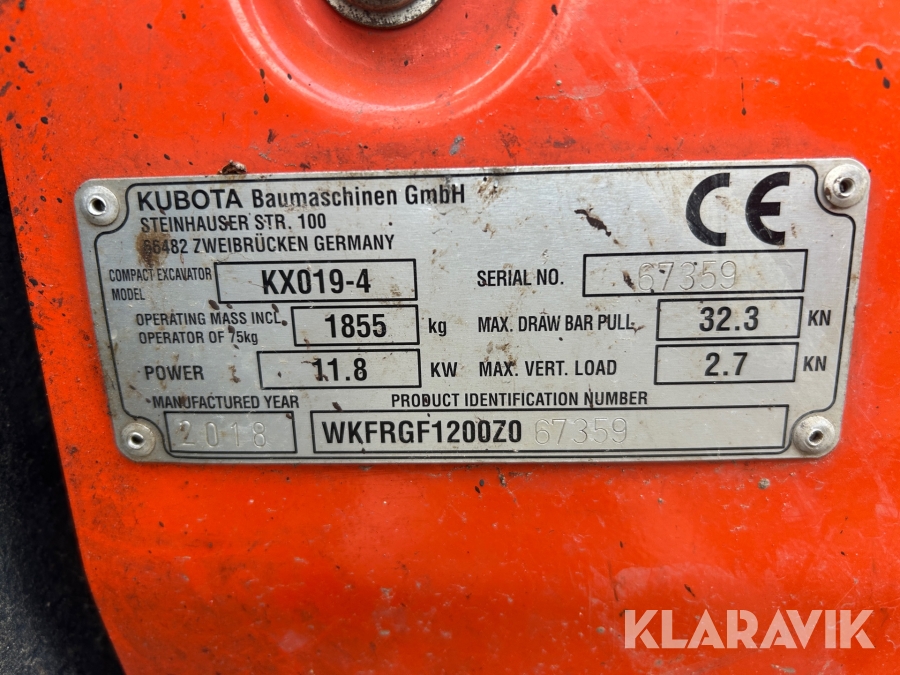 KUBOTA Baumaschinen GmbH
STEINHAUSER STR. 100
66482 ZWEIBRÜCKEN GERMANY
CE
COMPACT EXCAVATOR MODEL KX019-4
SERIAL NO. 67359
OPERATING MASS INCL. OPERATOR OF 75kg 1855 kg
MAX. DRAW BAR PULL 32.3 KN
POWER 11.8 KW
MAX. VERT. LOAD 2.7 KN
MANUFACTURED YEAR
2018
PRODUCT IDENTIFICATION NUMBER
WKFRGF1200Z067359
KLARAVIK